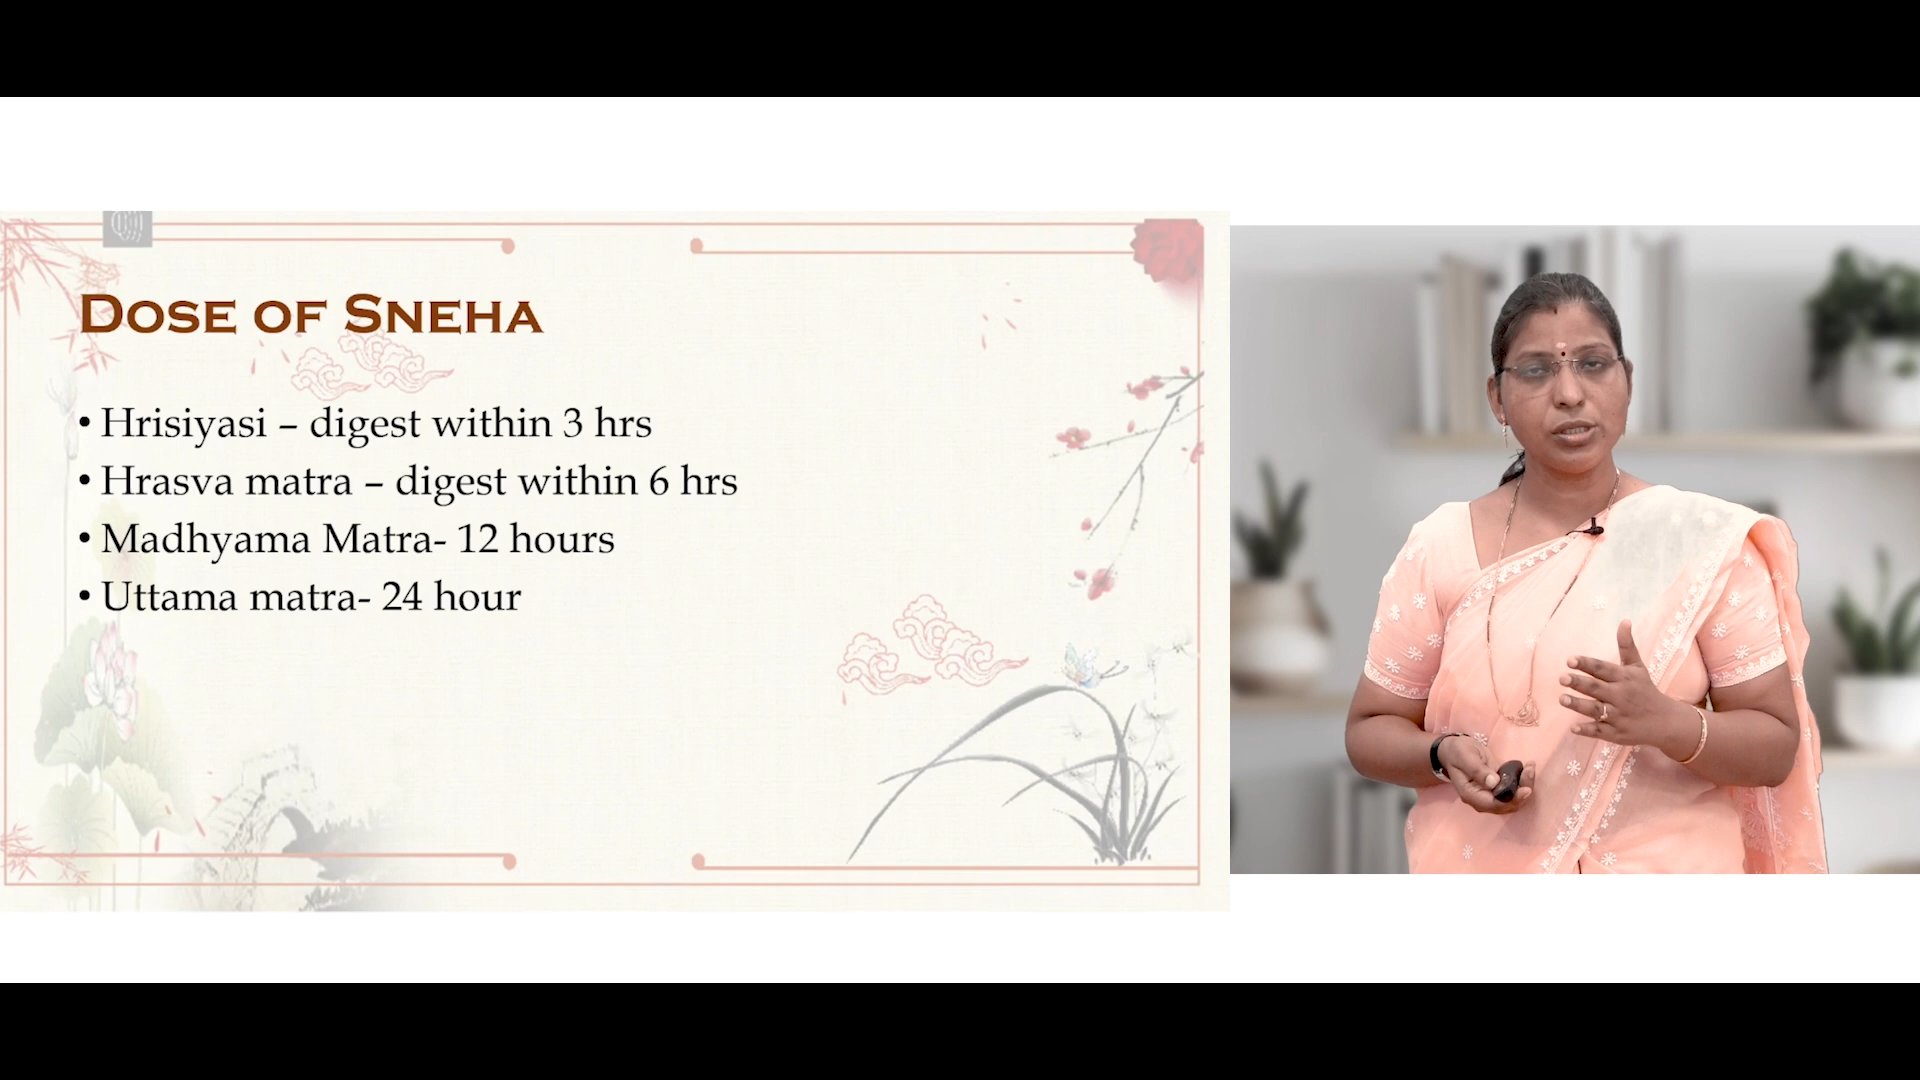 Dose of Sneha
• Hrisiyasi – digest within 3 hrs
• Hrasva matra – digest within 6 hrs
• Madhyama Matra- 12 hours
• Uttama matra- 24 hour